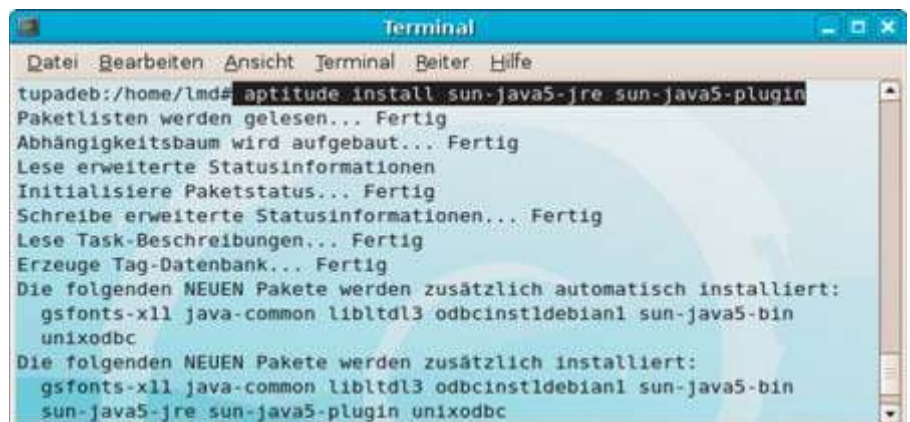 Terminal
Datei Bearbeiten Ansicht Terminal Reiter Hilfe
tupadeb:/home/lmd# aptitude install sun-java5-jre sun-java5-plugin
Paketlisten werden gelesen... Fertig
Abhängigkeitsbaum wird aufgebaut... Fertig
Lese erweiterte Statusinformationen
Initialisiere Paketstatus... Fertig
Schreibe erweiterte Statusinformationen... Fertig
Lese Task-Beschreibungen... Fertig
Erzeuge Tag-Datenbank... Fertig
Die folgenden NEUEN Pakete werden zusätzlich automatisch installiert:
gsfonts-x11 java-common libltdl3 odbcinst1debian1 sun-java5-bin
unixodbc
Die folgenden NEUEN Pakete werden zusätzlich installiert:
gsfonts-x11 java-common libltdl3 odbcinst1debian1 sun-java5-bin
sun-java5-jre sun-java5-plugin unixodbc